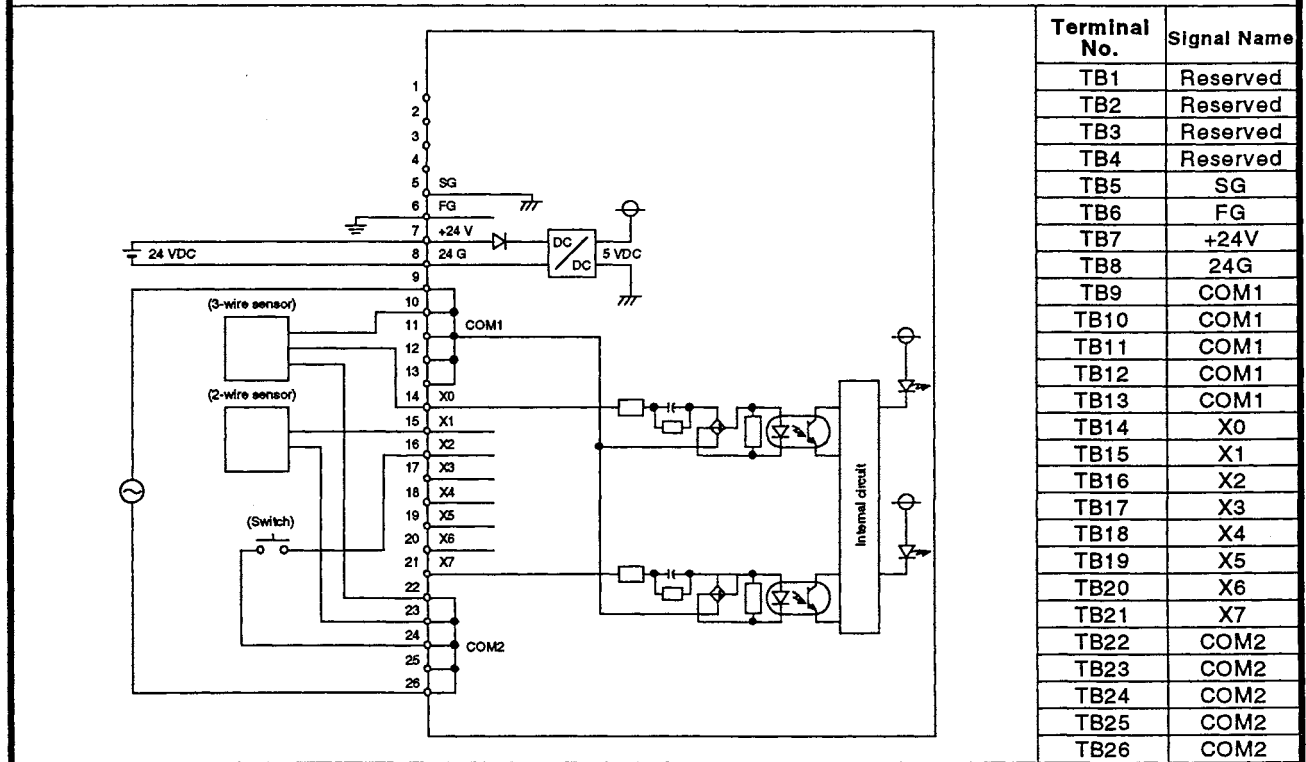 1
2
3
4
5 SG
6 FG
7 +24 V
24 VDC
8 24 G
DC
DC
5 VDC
9
(3-wire sensor)
10
11 COM1
12
13
(2-wire sensor)
14 X0
15 X1
16 X2
17 X3
18 X4
19 X5
(Switch)
20 X6
21 X7
22
23
24 COM2
25
26
Internal circuit
Terminal No. Signal Name
TB1 Reserved
TB2 Reserved
TB3 Reserved
TB4 Reserved
TB5 SG
TB6 FG
TB7 +24V
TB8 24G
TB9 COM1
TB10 COM1
TB11 COM1
TB12 COM1
TB13 COM1
TB14 X0
TB15 X1
TB16 X2
TB17 X3
TB18 X4
TB19 X5
TB20 X6
TB21 X7
TB22 COM2
TB23 COM2
TB24 COM2
TB25 COM2
TB26 COM2